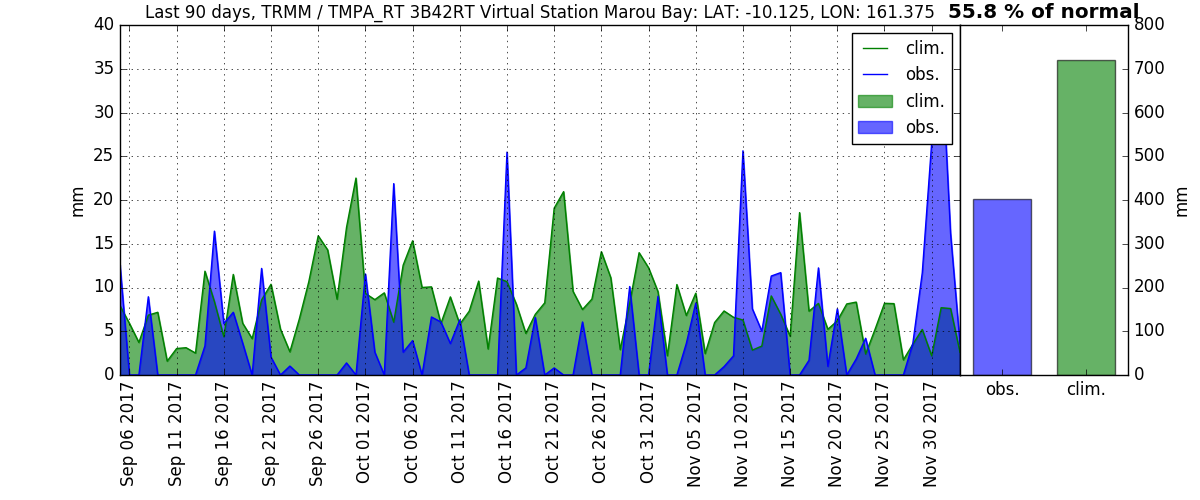 Last 90 days, TRMM / TMPA_RT 3B42RT Virtual Station Marou Bay: LAT: -10.125, LON: 161.375 55.8 % of normal
40
35
30
25
20
15
10
5
0
mm
clim.
obs.
clim.
obs.
800
700
600
500
400
300
200
100
0
mm
obs. clim.
Sep 06 2017
Sep 11 2017
Sep 16 2017
Sep 21 2017
Sep 26 2017
Oct 01 2017
Oct 06 2017
Oct 11 2017
Oct 16 2017
Oct 21 2017
Oct 26 2017
Oct 31 2017
Nov 05 2017
Nov 10 2017
Nov 15 2017
Nov 20 2017
Nov 25 2017
Nov 30 2017